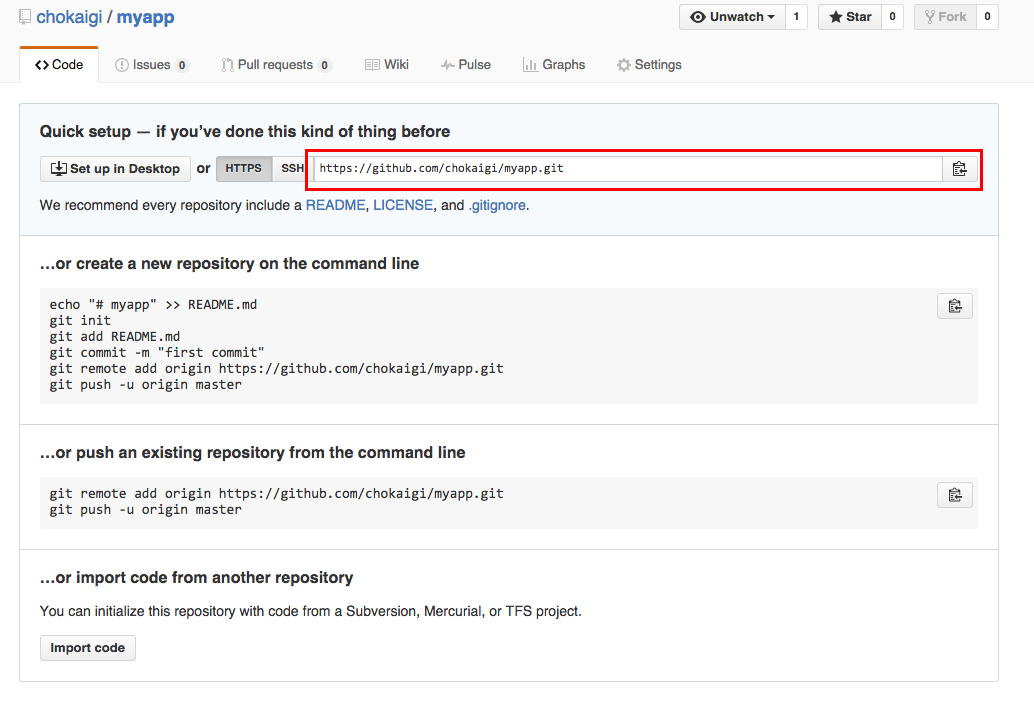 chokaigi / myapp
Unwatch 1 Star 0 Fork 0
Code Issues 0 Pull requests 0 Wiki Pulse Graphs Settings
Quick setup — if you’ve done this kind of thing before
Set up in Desktop or HTTPS SSH https://github.com/chokaigi/myapp.git
We recommend every repository include a README, LICENSE, and .gitignore.
…or create a new repository on the command line
echo "# myapp" >> README.md
git init
git add README.md
git commit -m "first commit"
git remote add origin https://github.com/chokaigi/myapp.git
git push -u origin master
…or push an existing repository from the command line
git remote add origin https://github.com/chokaigi/myapp.git
git push -u origin master
…or import code from another repository
You can initialize this repository with code from a Subversion, Mercurial, or TFS project.
Import code